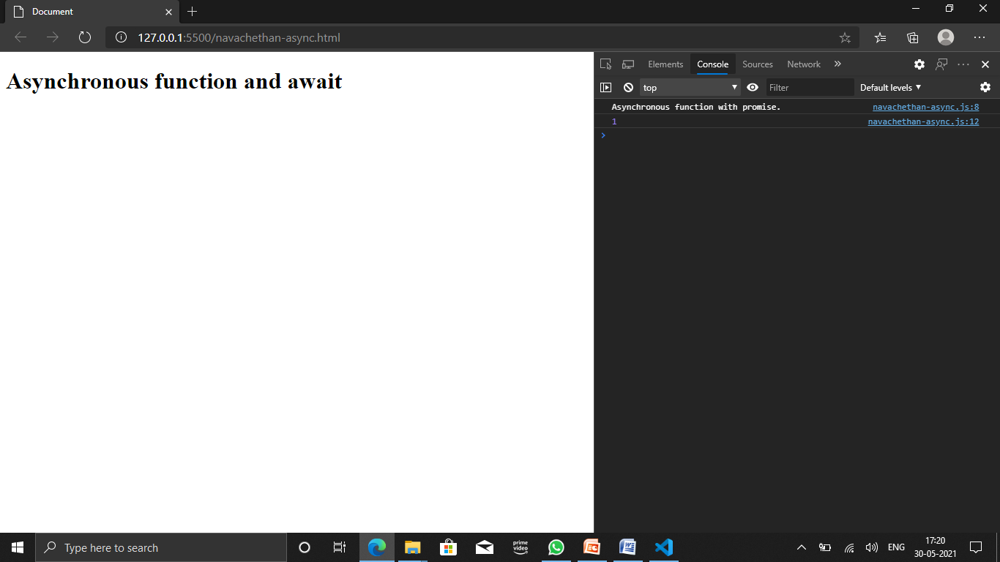 Document
127.0.0.1:5500/navachethan-async.html
Asynchronous function and await
Elements Console Sources Network
top Filter Default levels
Asynchronous function with promise. navachethan-async.js:8
1 navachethan-async.js:12
Type here to search
prime video
ENG
17:20
30-05-2021